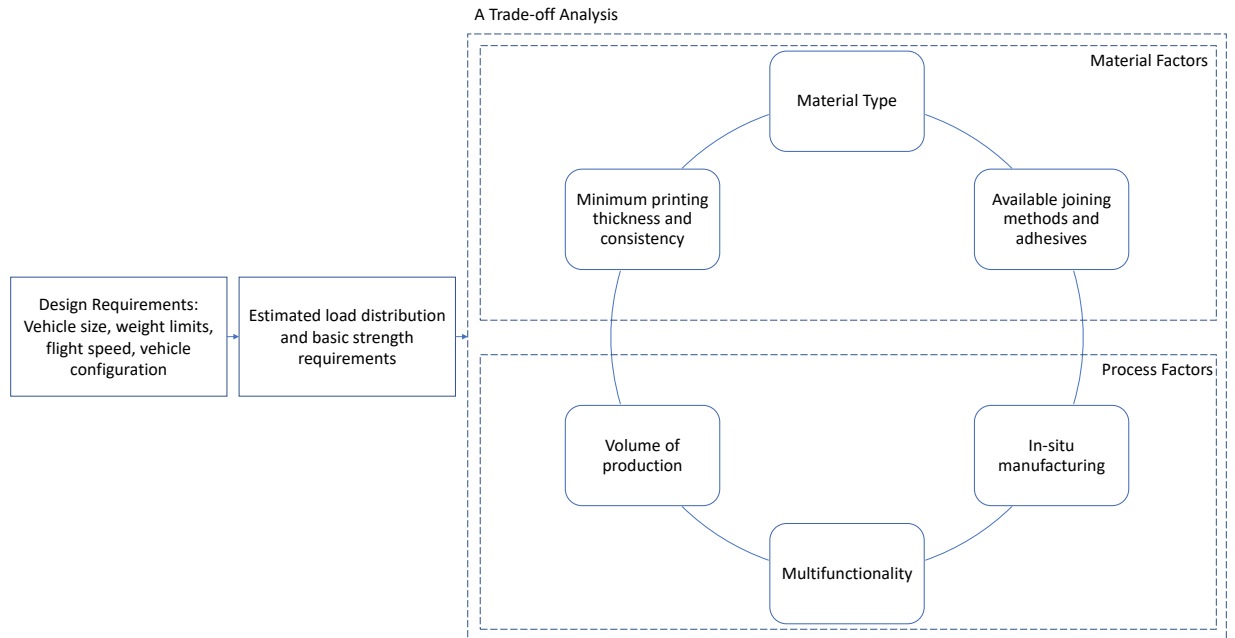 A Trade-off Analysis
Material Factors
Material Type
Minimum printing
thickness and
consistency
Available joining
methods and
adhesives
Design Requirements:
Vehicle size, weight limits,
flight speed, vehicle
configuration
Estimated load distribution
and basic strength
requirements
Process Factors
Volume of
production
In-situ
manufacturing
Multifunctionality